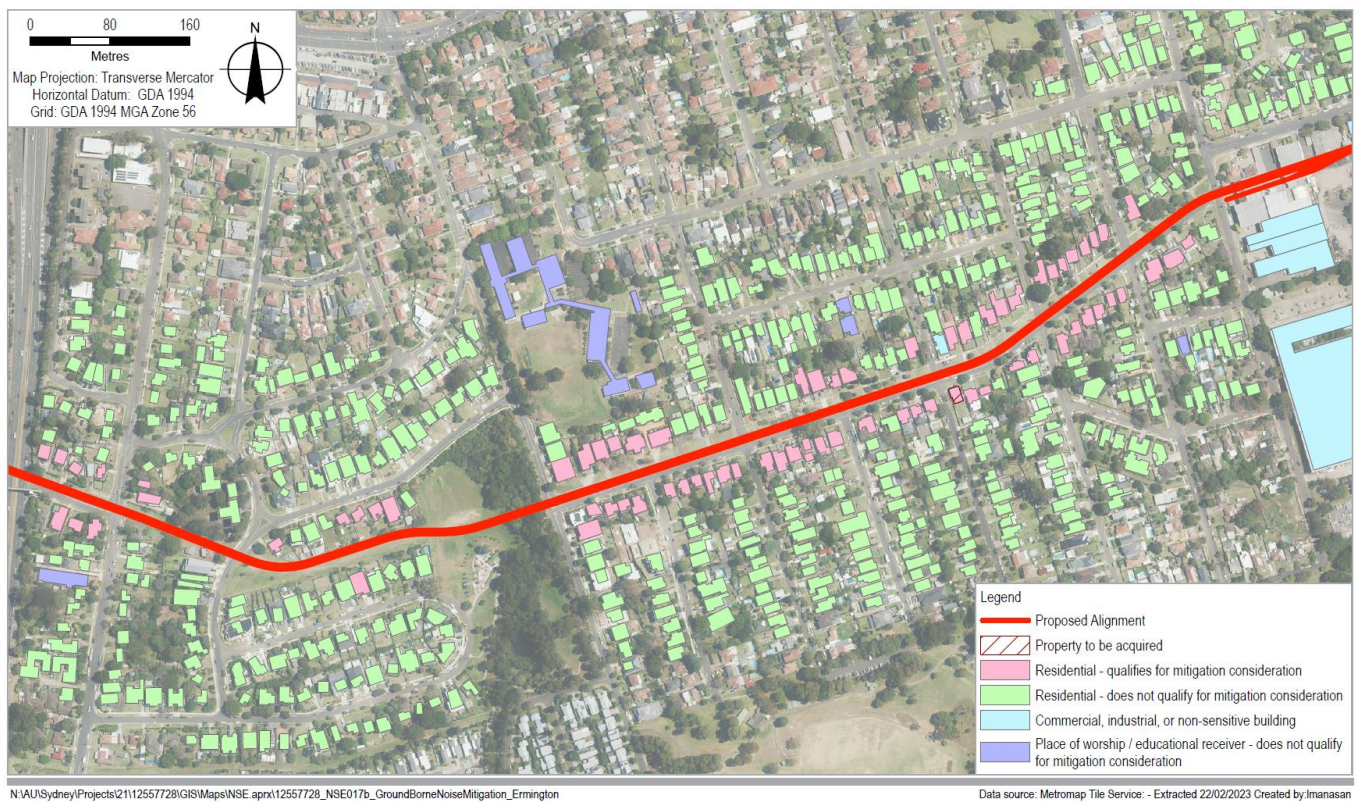 0 80 160
Metres
Map Projection: Transverse Mercator
Horizontal Datum: GDA 1994
Grid: GDA 1994 MGA Zone 56
N
Legend
Proposed Alignment
Property to be acquired
Residential - qualifies for mitigation consideration
Residential - does not qualify for mitigation consideration
Commercial, industrial, or non-sensitive building
Place of worship / educational receiver - does not qualify
for mitigation consideration
N:\AU\Sydney\Projects\21\12557728\GIS\Maps\NSE.aprx\12557728_NSE017b_GroundBorneNoiseMitigation_Ermington
Data source: Metromap Tile Service: - Extracted 22/02/2023 Created by:lmanasan